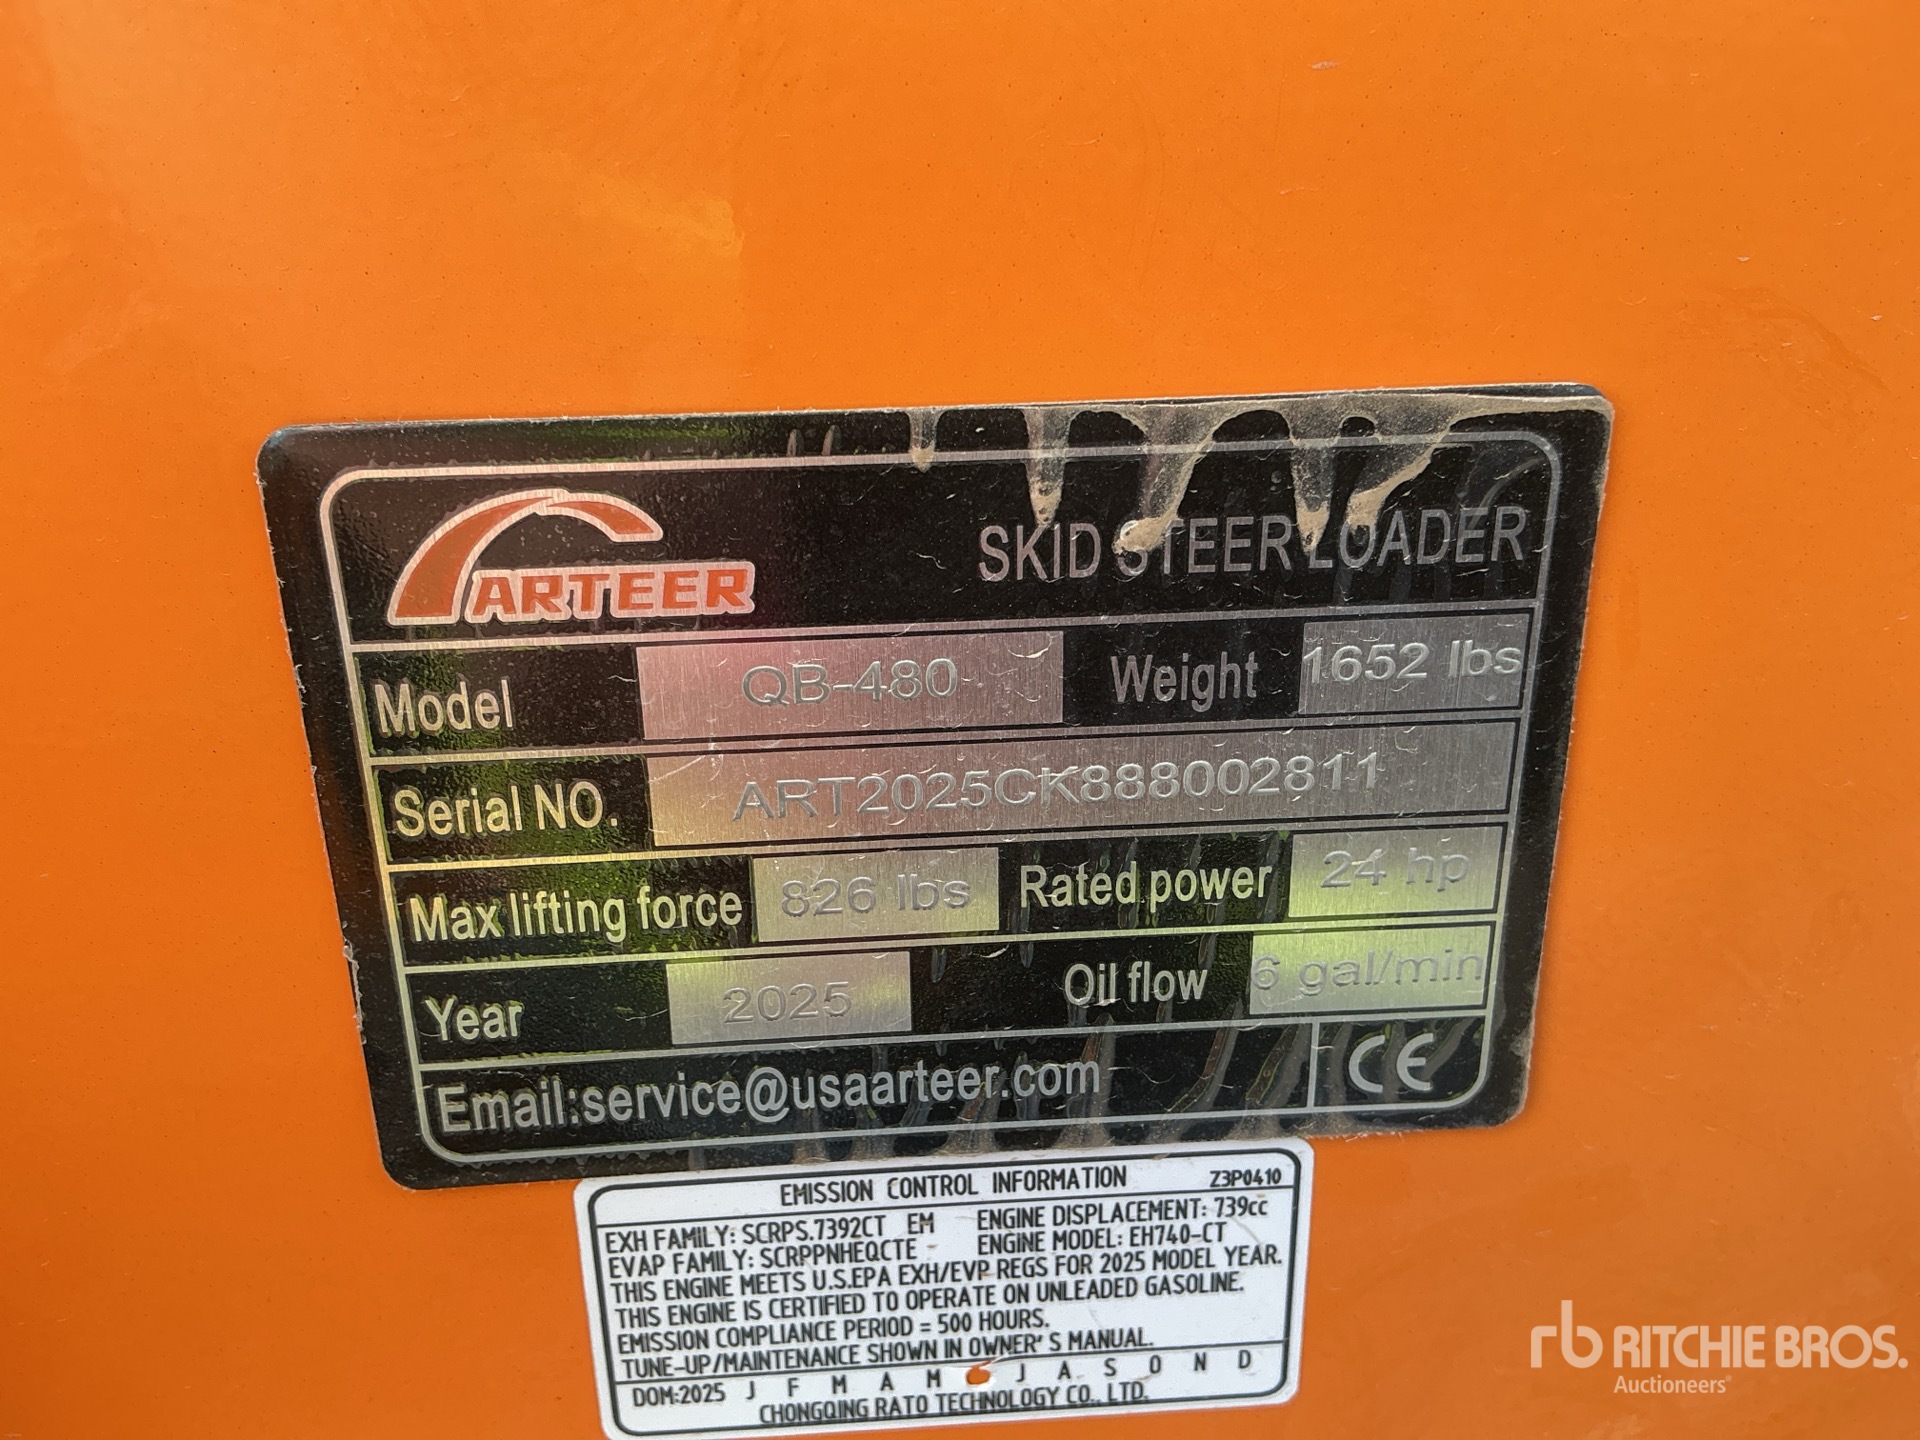 ARTEER
SKID STEER LOADER
Model QB-480 Weight 1652 lbs
Serial NO. ART2025CK888002811
Max lifting force 826 lbs Rated power 24 hp
Year 2025 Oil flow 6 gal/min
Email:service@usaarteer.com CE
EMISSION CONTROL INFORMATION Z3P0410
EXH FAMILY: SCRPS.7392CT EM ENGINE DISPLACEMENT: 739cc
EVAP FAMILY: SCRPPNHEQCTE ENGINE MODEL: EH740-CT
THIS ENGINE MEETS U.S.EPA EXH/EVP REGS FOR 2025 MODEL YEAR.
THIS ENGINE IS CERTIFIED TO OPERATE ON UNLEADED GASOLINE.
EMISSION COMPLIANCE PERIOD = 500 HOURS.
TUNE-UP/MAINTENANCE SHOWN IN OWNER'S MANUAL.
DOM:2025 J F M A M J A S O N D
CHONGQING RATO TECHNOLOGY CO., LTD.
rb RITCHIE BROS.
Auctioneers